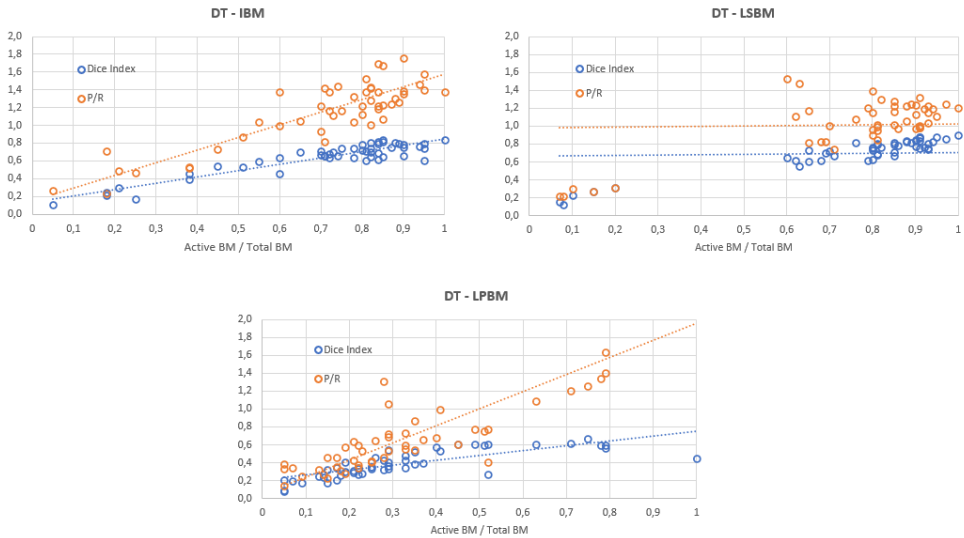 DT - IBM
2,0
1,8
1,6
1,4
1,2
1,0
0,8
0,6
0,4
0,2
0,0
Dice Index
P/R
0 0,1 0,2 0,3 0,4 0,5 0,6 0,7 0,8 0,9 1
Active BM / Total BM
DT - LSBM
2,0
1,8
1,6
1,4
1,2
1,0
0,8
0,6
0,4
0,2
0,0
Dice Index
P/R
0 0,1 0,2 0,3 0,4 0,5 0,6 0,7 0,8 0,9 1
Active BM / Total BM
DT - LPBM
2,0
1,8
1,6
1,4
1,2
1,0
0,8
0,6
0,4
0,2
0,0
Dice Index
P/R
0 0,1 0,2 0,3 0,4 0,5 0,6 0,7 0,8 0,9 1
Active BM / Total BM